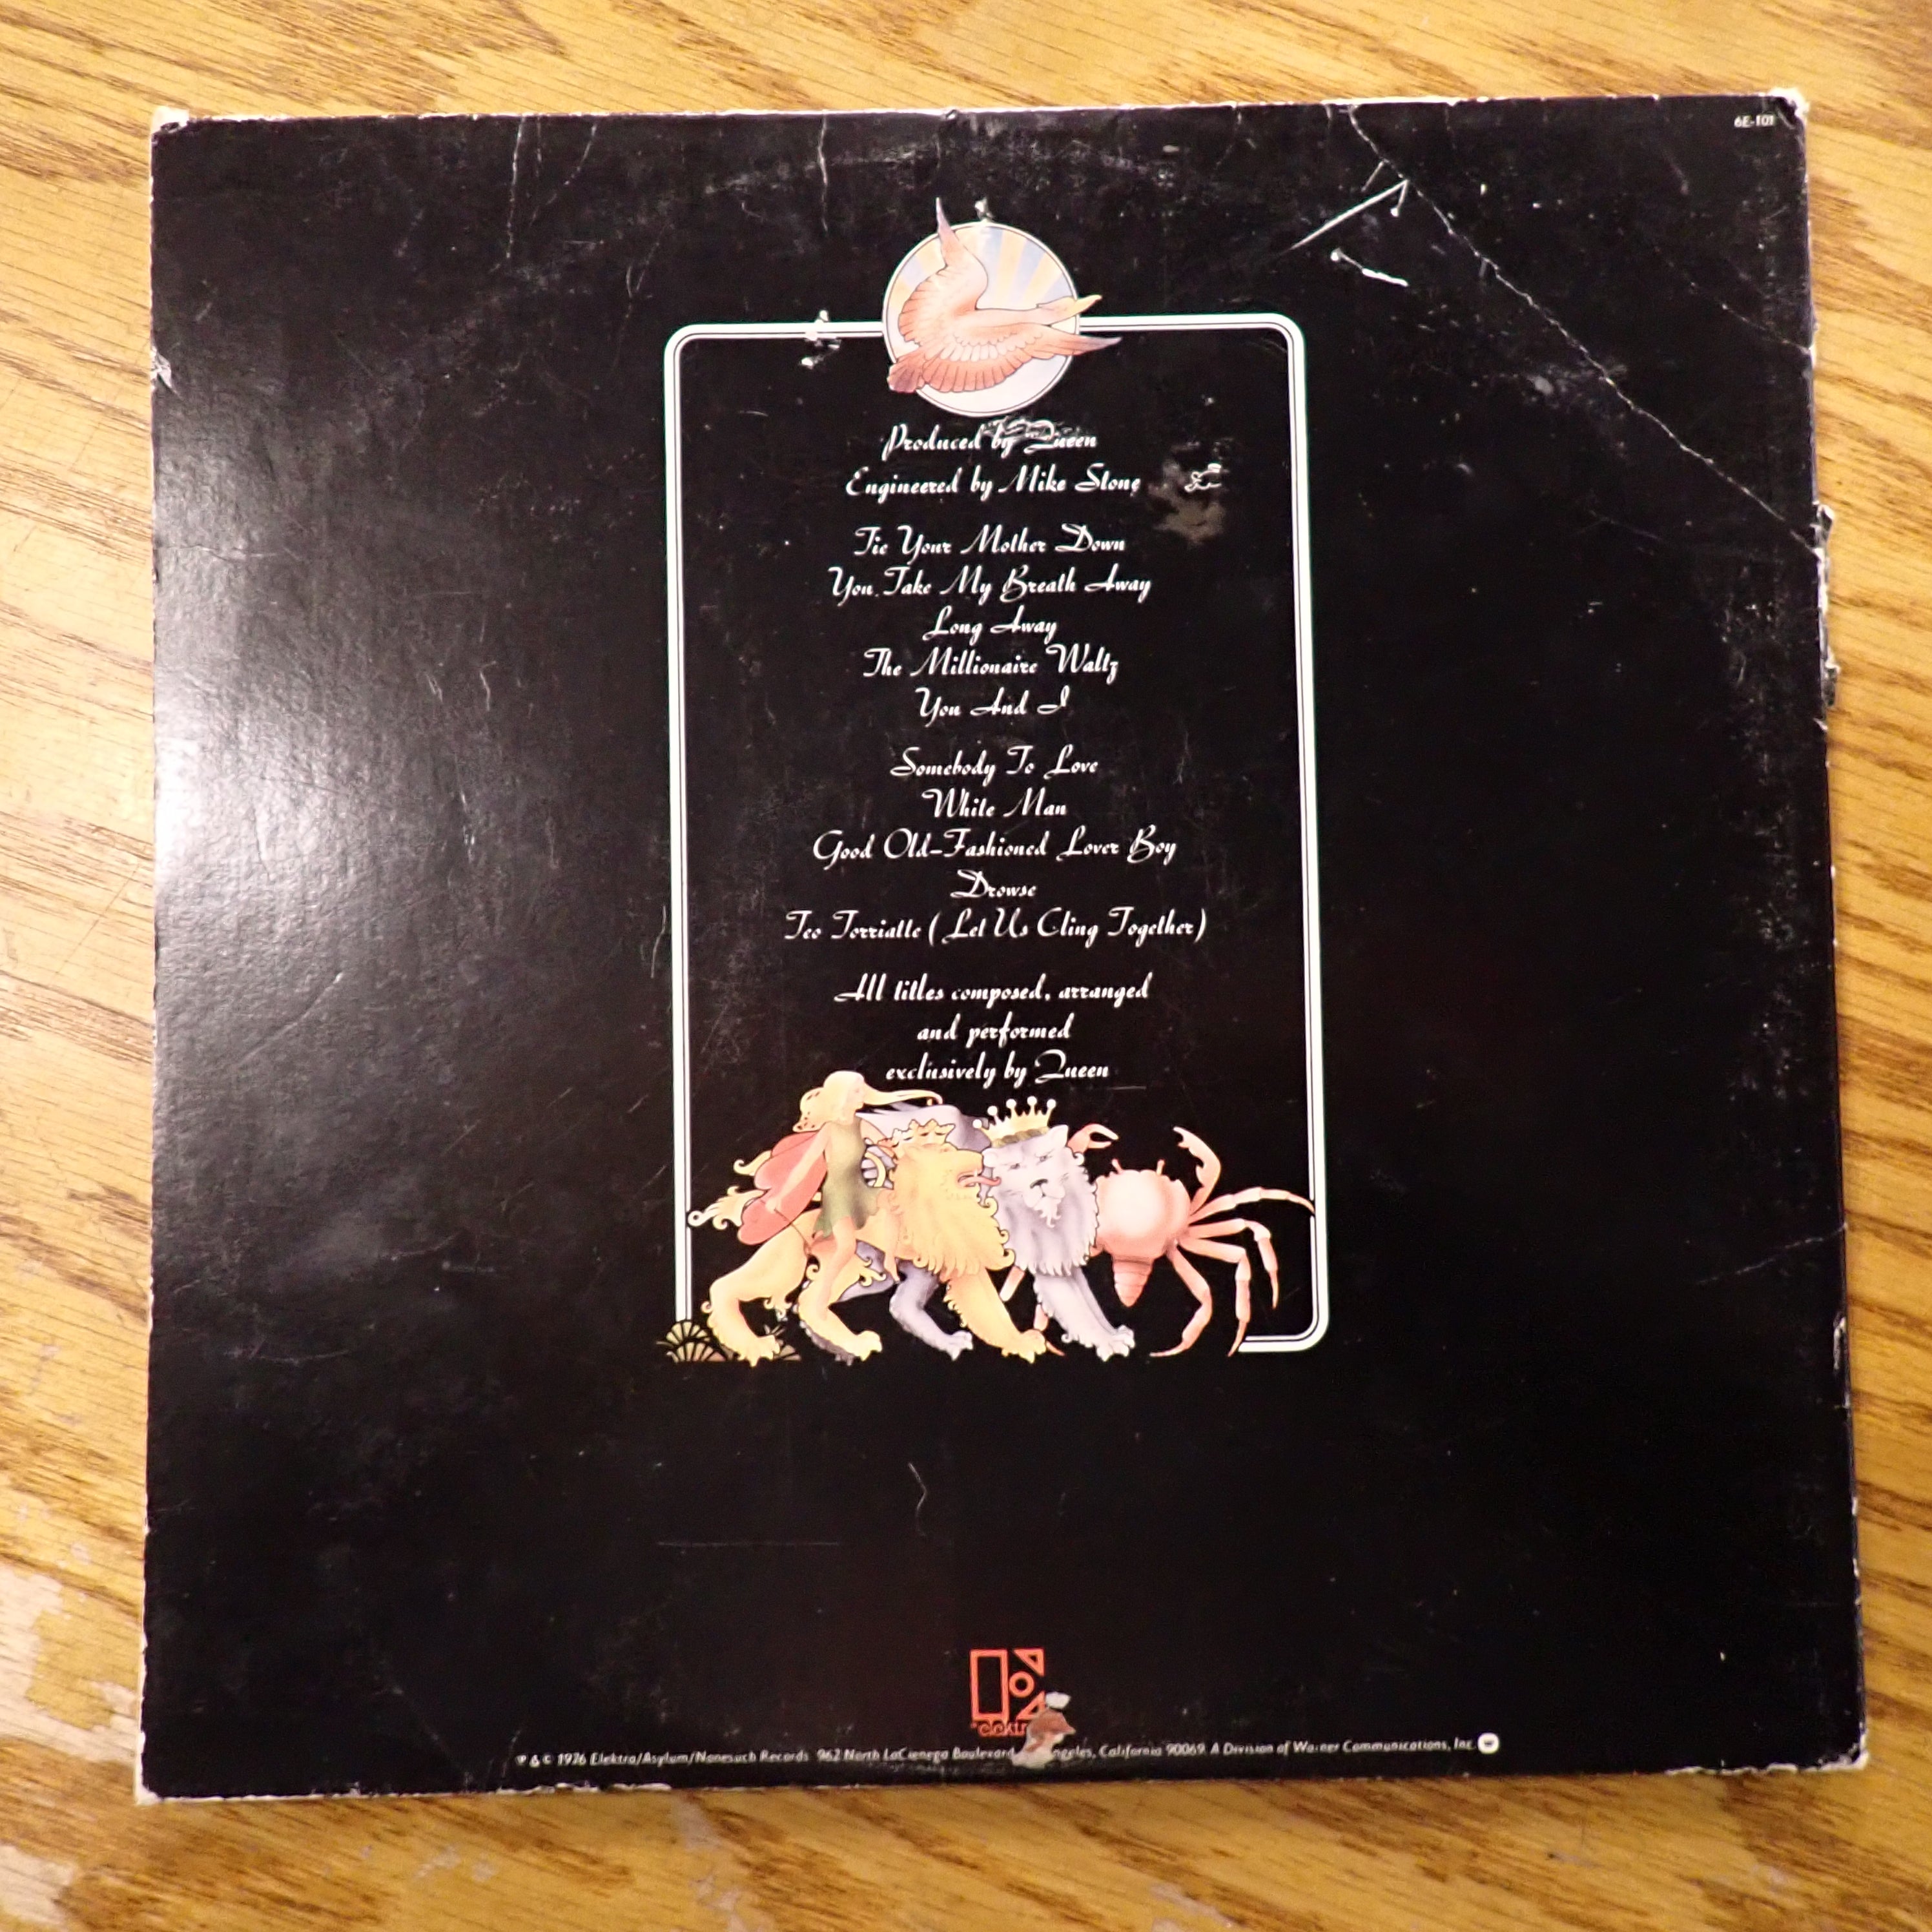 6E-101
Produced by Queen
Engineered by Mike Stone
Tie Your Mother Down
You Take My Breath Away
Long Away
The Millionaire Waltz
You And I
Somebody To Love
White Man
Good Old-Fashioned Lover Boy
Drowse
Teo Torriatte (Let Us Cling Together)
All titles composed, arranged
and performed
exclusively by Queen
℗ & © 1976 Elektra/Asylum/Nonesuch Records 962 North LaCienega Boulevard California 90069. A Division of Warner Communications, Inc.